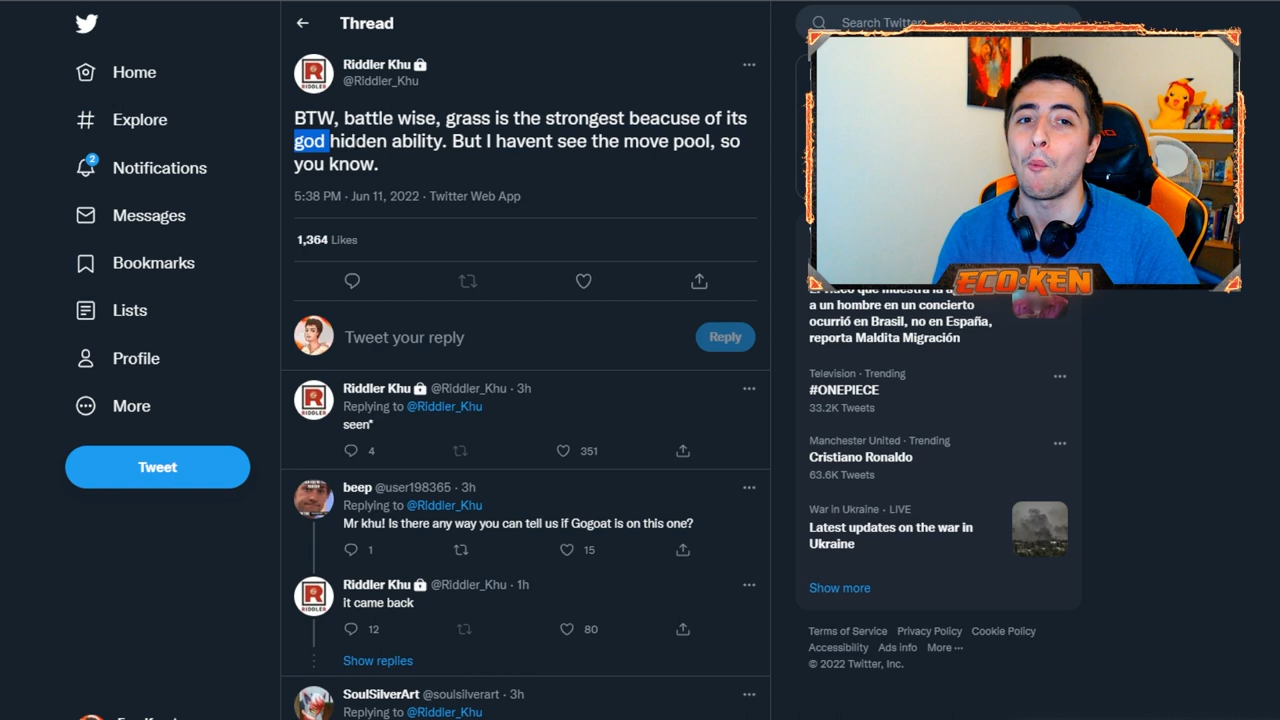 Home
Explore
2
Notifications
Messages
Bookmarks
Lists
Profile
More
Tweet
Thread
Riddler Khu
@Riddler_Khu
BTW, battle wise, grass is the strongest beacuse of its
god hidden ability. But I havent see the move pool, so
you know.
5:38 PM · Jun 11, 2022 · Twitter Web App
1,364 Likes
Tweet your reply
Reply
R
RIDDLER
Riddler Khu @Riddler_Khu · 3h
Replying to @Riddler_Khu
seen*
4 351
beep @user198365 · 3h
Replying to @Riddler_Khu
Mr khu! Is there any way you can tell us if Gogoat is on this one?
1 15
Riddler Khu @Riddler_Khu · 1h
it came back
12 80
Show replies
SoulSilverArt @soulsilverart · 3h
Replying to @Riddler_Khu
Search Twitter
ECO·KEN
a un hombre en un concierto
ocurrió en Brasil, no en España,
reporta Maldita Migración
Television · Trending
#ONEPIECE
33.2K Tweets
Manchester United · Trending
Cristiano Ronaldo
63.6K Tweets
War in Ukraine · LIVE
Latest updates on the war in
Ukraine
Show more
Terms of Service Privacy Policy Cookie Policy
Accessibility Ads info More ···
© 2022 Twitter, Inc.